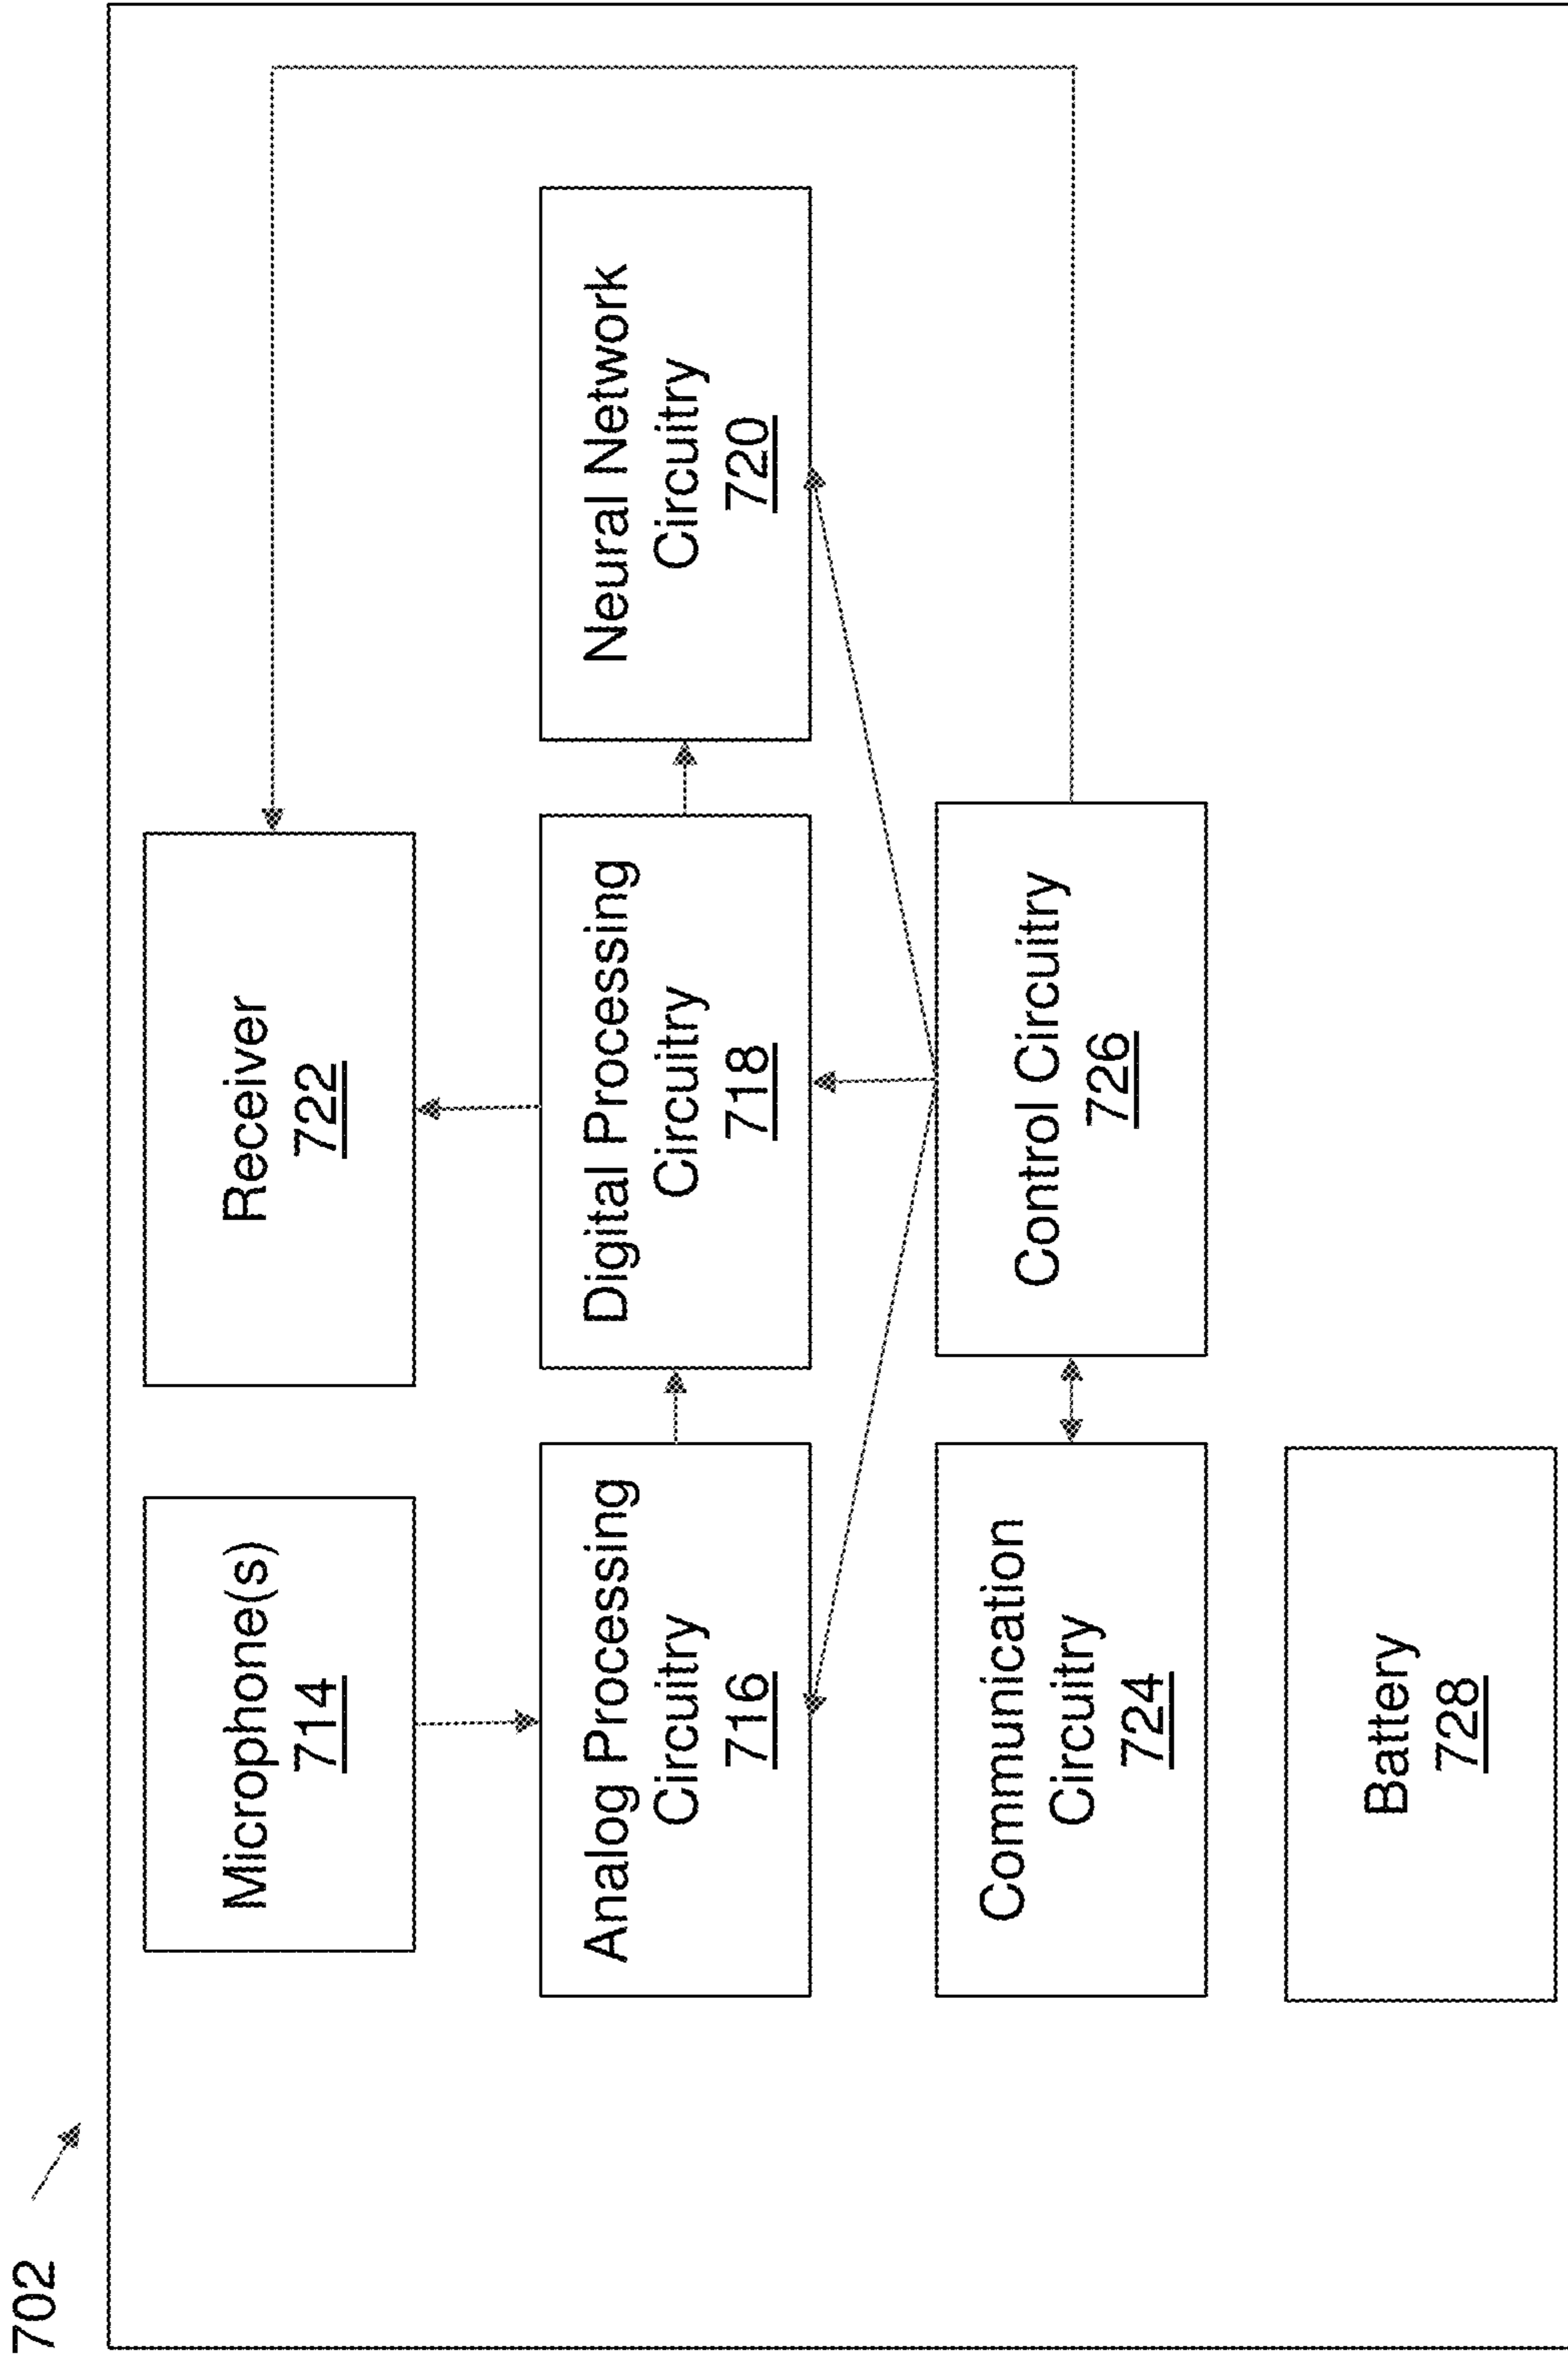 702
Microphone(s)
714
Receiver
722
Analog Processing
Circuitry
716
Digital Processing
Circuitry
718
Neural Network
Circuitry
720
Communication
Circuitry
724
Control Circuitry
726
Battery
728